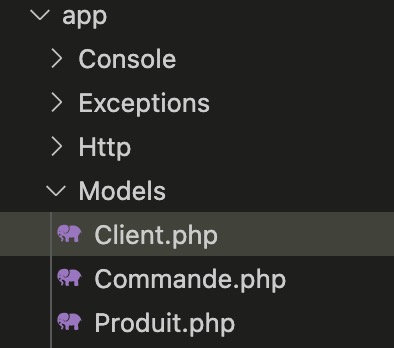 app
Console
Exceptions
Http
Models
Client.php
Commande.php
Produit.php